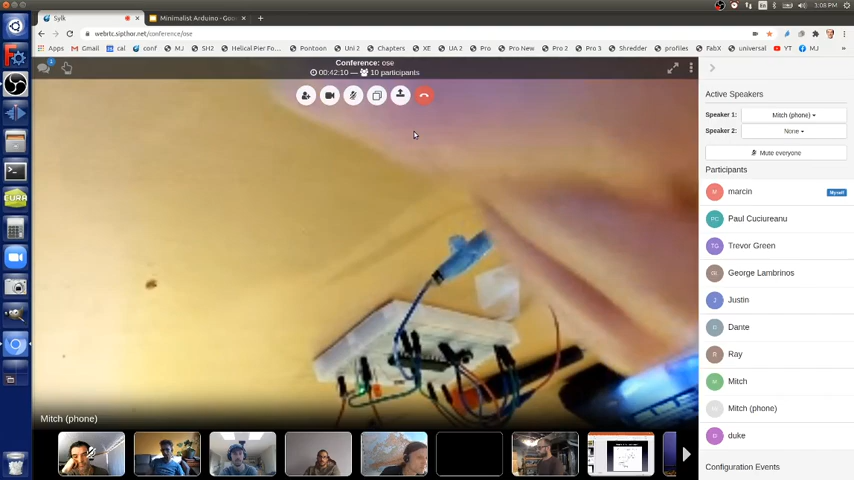 3:08 PM
Sylk
Minimalist Arduino - Goo
webrtc.sipthor.net/conference/ose
Apps
Gmail
cal
conf
MJ
SH2
Helical Pier Fo...
Pontoon
Uni 2
Chapters
XE
UA 2
Pro
Pro New
Pro 2
Pro 3
Shredder
profiles
FabX
universal
YT
MJ
Conference: ose
00:42:10 — 10 participants
Mitch (phone)
Active Speakers
Speaker 1: Mitch (phone)
Speaker 2: None
Mute everyone
Participants
marcin
Myself
PC Paul Cuciureanu
TG Trevor Green
GL George Lambrinos
J Justin
D Dante
R Ray
M Mitch
M Mitch (phone)
D duke
Configuration Events
CURA